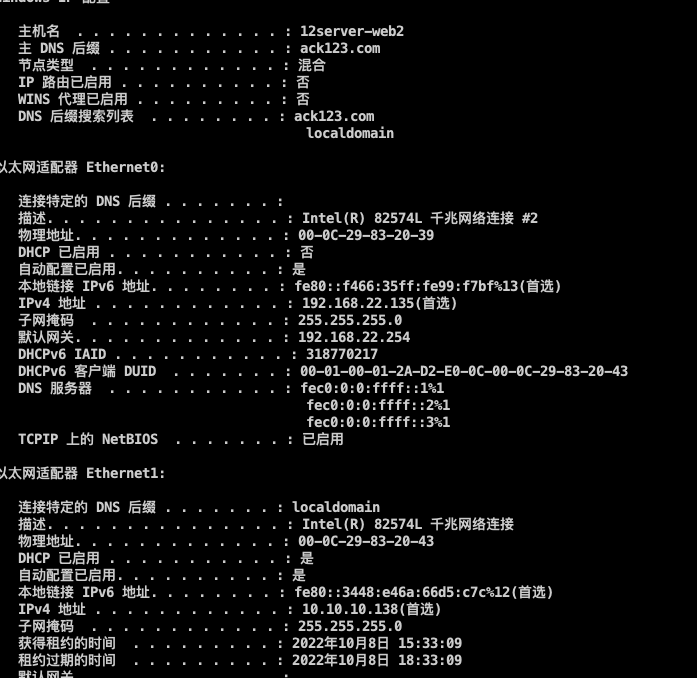 Windows IP 配置
主机名 . . . . . . . . . . . . . : 12server-web2
主 DNS 后缀 . . . . . . . . . . . : ack123.com
节点类型 . . . . . . . . . . . . : 混合
IP 路由已启用 . . . . . . . . . . : 否
WINS 代理已启用 . . . . . . . . . : 否
DNS 后缀搜索列表 . . . . . . . . : ack123.com
localdomain
以太网适配器 Ethernet0:
连接特定的 DNS 后缀 . . . . . . . :
描述. . . . . . . . . . . . . . . : Intel(R) 82574L 千兆网络连接 #2
物理地址. . . . . . . . . . . . . : 00-0C-29-83-20-39
DHCP 已启用 . . . . . . . . . . . : 否
自动配置已启用. . . . . . . . . . : 是
本地链接 IPv6 地址. . . . . . . . : fe80::f466:35ff:fe99:f7bf%13(首选)
IPv4 地址 . . . . . . . . . . . . : 192.168.22.135(首选)
子网掩码 . . . . . . . . . . . . : 255.255.255.0
默认网关. . . . . . . . . . . . . : 192.168.22.254
DHCPv6 IAID . . . . . . . . . . . : 318770217
DHCPv6 客户端 DUID . . . . . . . : 00-01-00-01-2A-D2-E0-0C-00-0C-29-83-20-43
DNS 服务器 . . . . . . . . . . . : fec0:0:0:ffff::1%1
fec0:0:0:ffff::2%1
fec0:0:0:ffff::3%1
TCPIP 上的 NetBIOS . . . . . . . : 已启用
以太网适配器 Ethernet1:
连接特定的 DNS 后缀 . . . . . . . : localdomain
描述. . . . . . . . . . . . . . . : Intel(R) 82574L 千兆网络连接
物理地址. . . . . . . . . . . . . : 00-0C-29-83-20-43
DHCP 已启用 . . . . . . . . . . . : 是
自动配置已启用. . . . . . . . . . : 是
本地链接 IPv6 地址. . . . . . . . : fe80::3448:e46a:66d5:c7c%12(首选)
IPv4 地址 . . . . . . . . . . . . : 10.10.10.138(首选)
子网掩码 . . . . . . . . . . . . : 255.255.255.0
获得租约的时间 . . . . . . . . . : 2022年10月8日 15:33:09
租约过期的时间 . . . . . . . . . : 2022年10月8日 18:33:09
默认网关. . . . . . . . . . . . . :